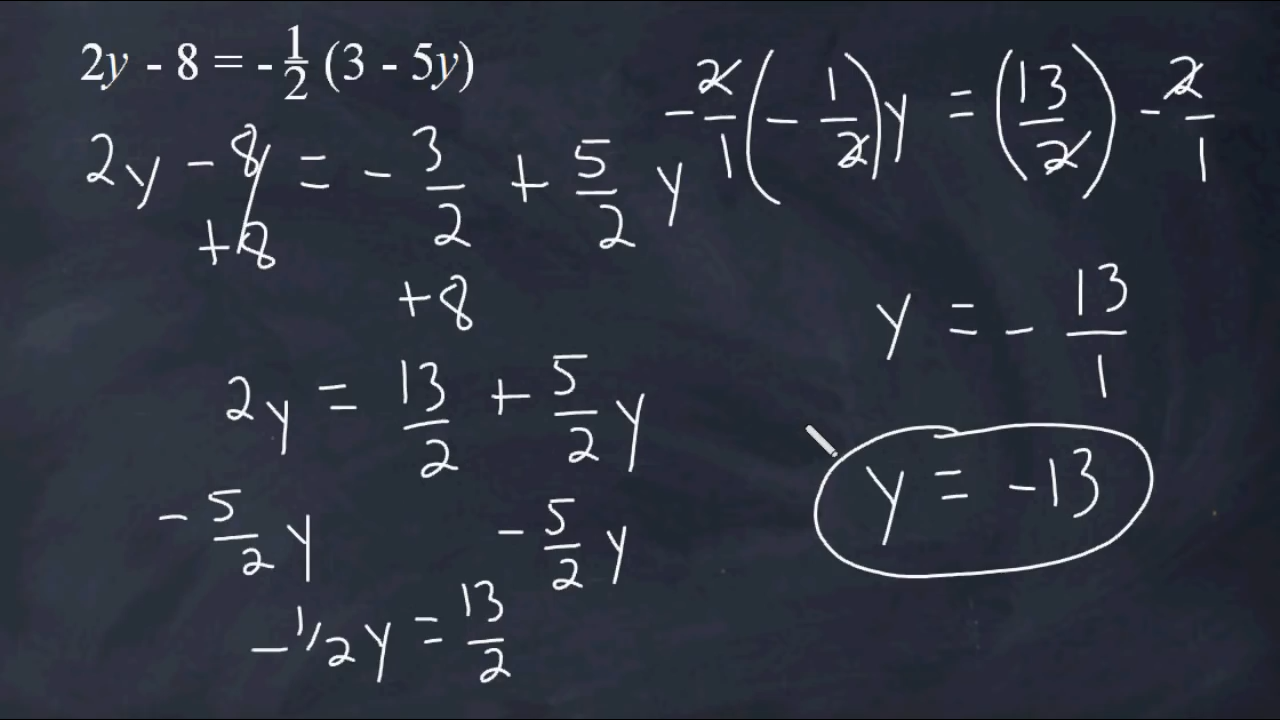 2y - 8 = -1/2 (3 - 5y)
2y - 8 = - 3/2 + 5/2 y
+8 +8
2y = 13/2 + 5/2 y
- 5/2 y - 5/2 y
- 1/2 y = 13/2
- 2/1 (- 1/2) y = (13/2) - 2/1
y = - 13/1
y = -13